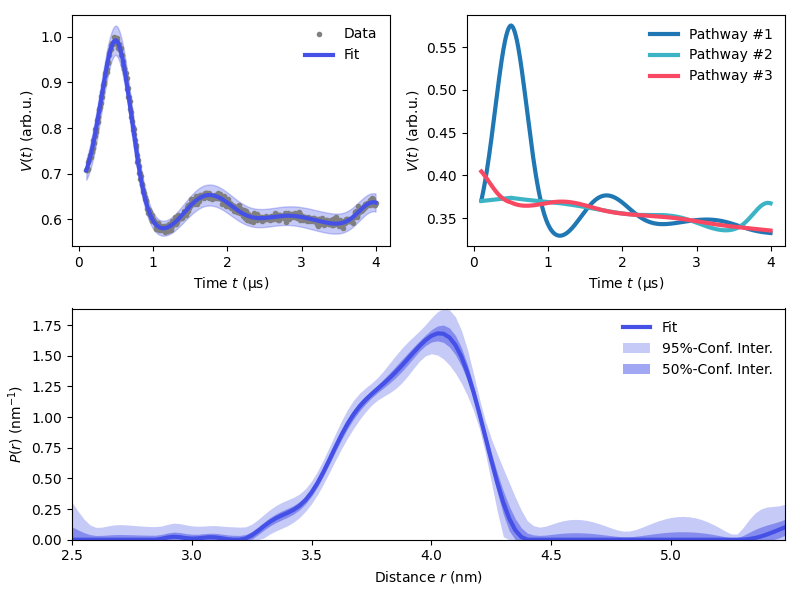 1.0
0.9
0.8
0.7
0.6
V(t) (arb.u.)
Data
Fit
0 1 2 3 4
Time t (μs)
0.55
0.50
0.45
0.40
0.35
V(t) (arb.u.)
Pathway #1
Pathway #2
Pathway #3
0 1 2 3 4
Time t (μs)
1.75
1.50
1.25
1.00
0.75
0.50
0.25
0.00
P(r) (nm⁻¹)
Fit
95%-Conf. Inter.
50%-Conf. Inter.
2.5 3.0 3.5 4.0 4.5 5.0
Distance r (nm)